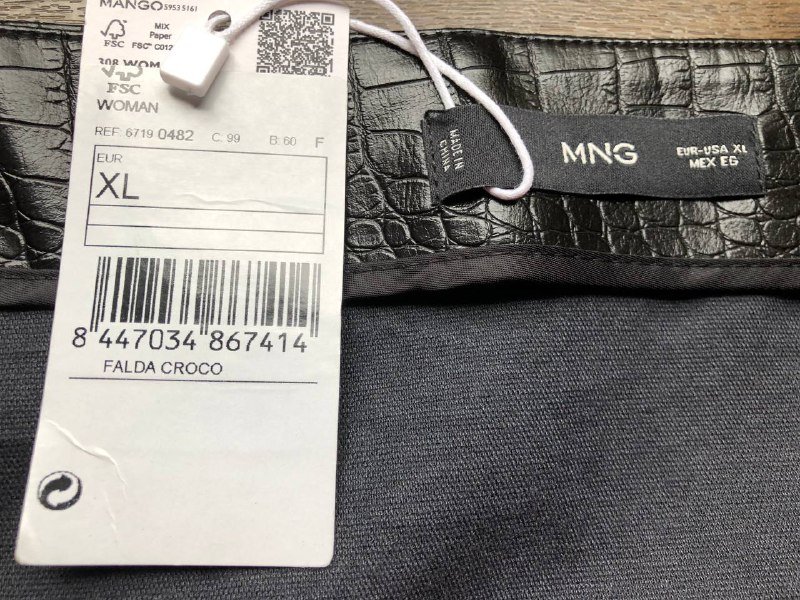 MANGO 5953 5161
FSC
MIX
Paper
FSC® C012
308 WOM
FSC
WOMAN
REF: 6719 0482 C: 99 B: 60 F
EUR
XL
8 447034 867414
FALDA CROCO
MADE IN
CHINA
MNG
EUR-USA XL
MEX EG